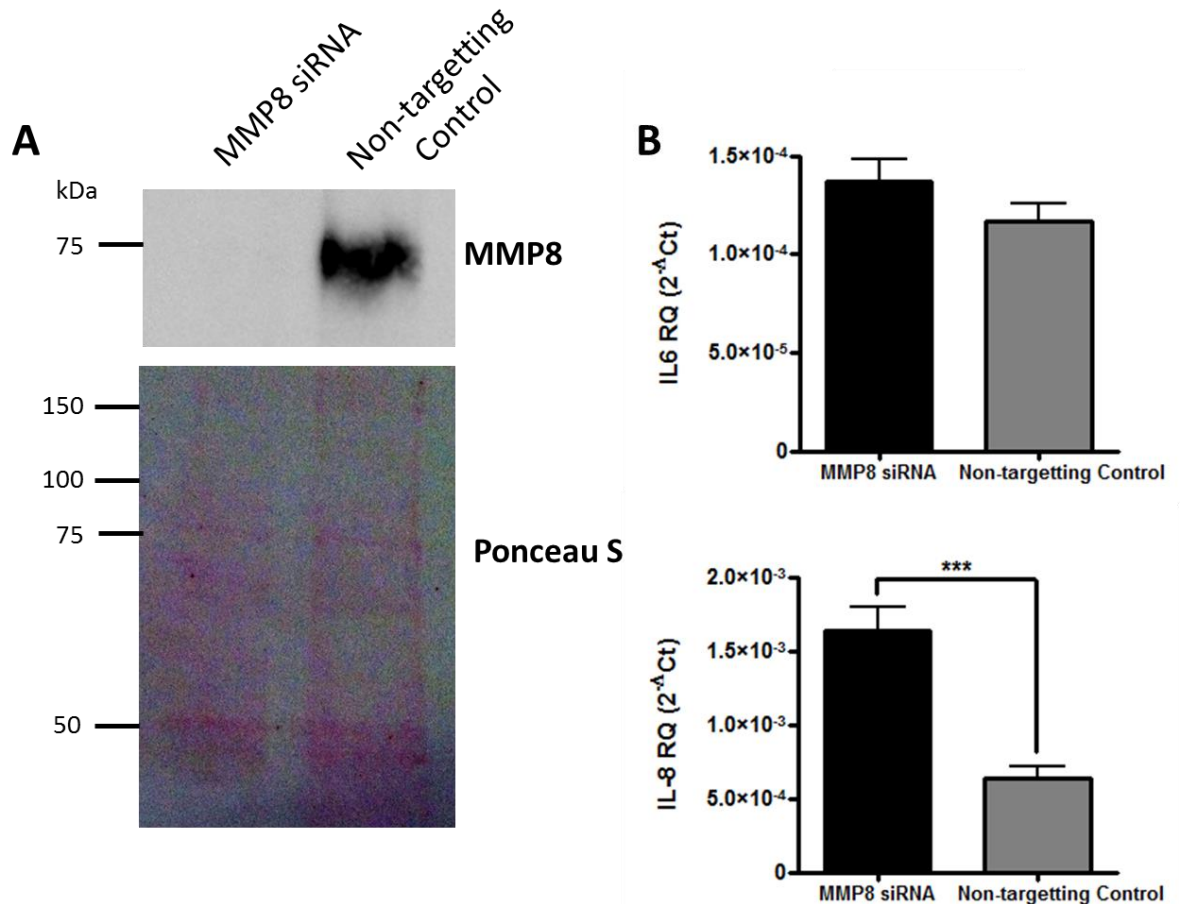 A
MMP8 siRNA
Non-targetting
Control
kDa
75
MMP8
150
100
75
50
Ponceau S
B
IL6 RQ (2^-ΔCt)
1.5×10^-4
1.0×10^-4
5.0×10^-5
0
MMP8 siRNA
Non-targetting Control
IL-8 RQ (2^-ΔCt)
2.0×10^-3
1.5×10^-3
1.0×10^-3
5.0×10^-4
0
***
MMP8 siRNA
Non-targetting Control